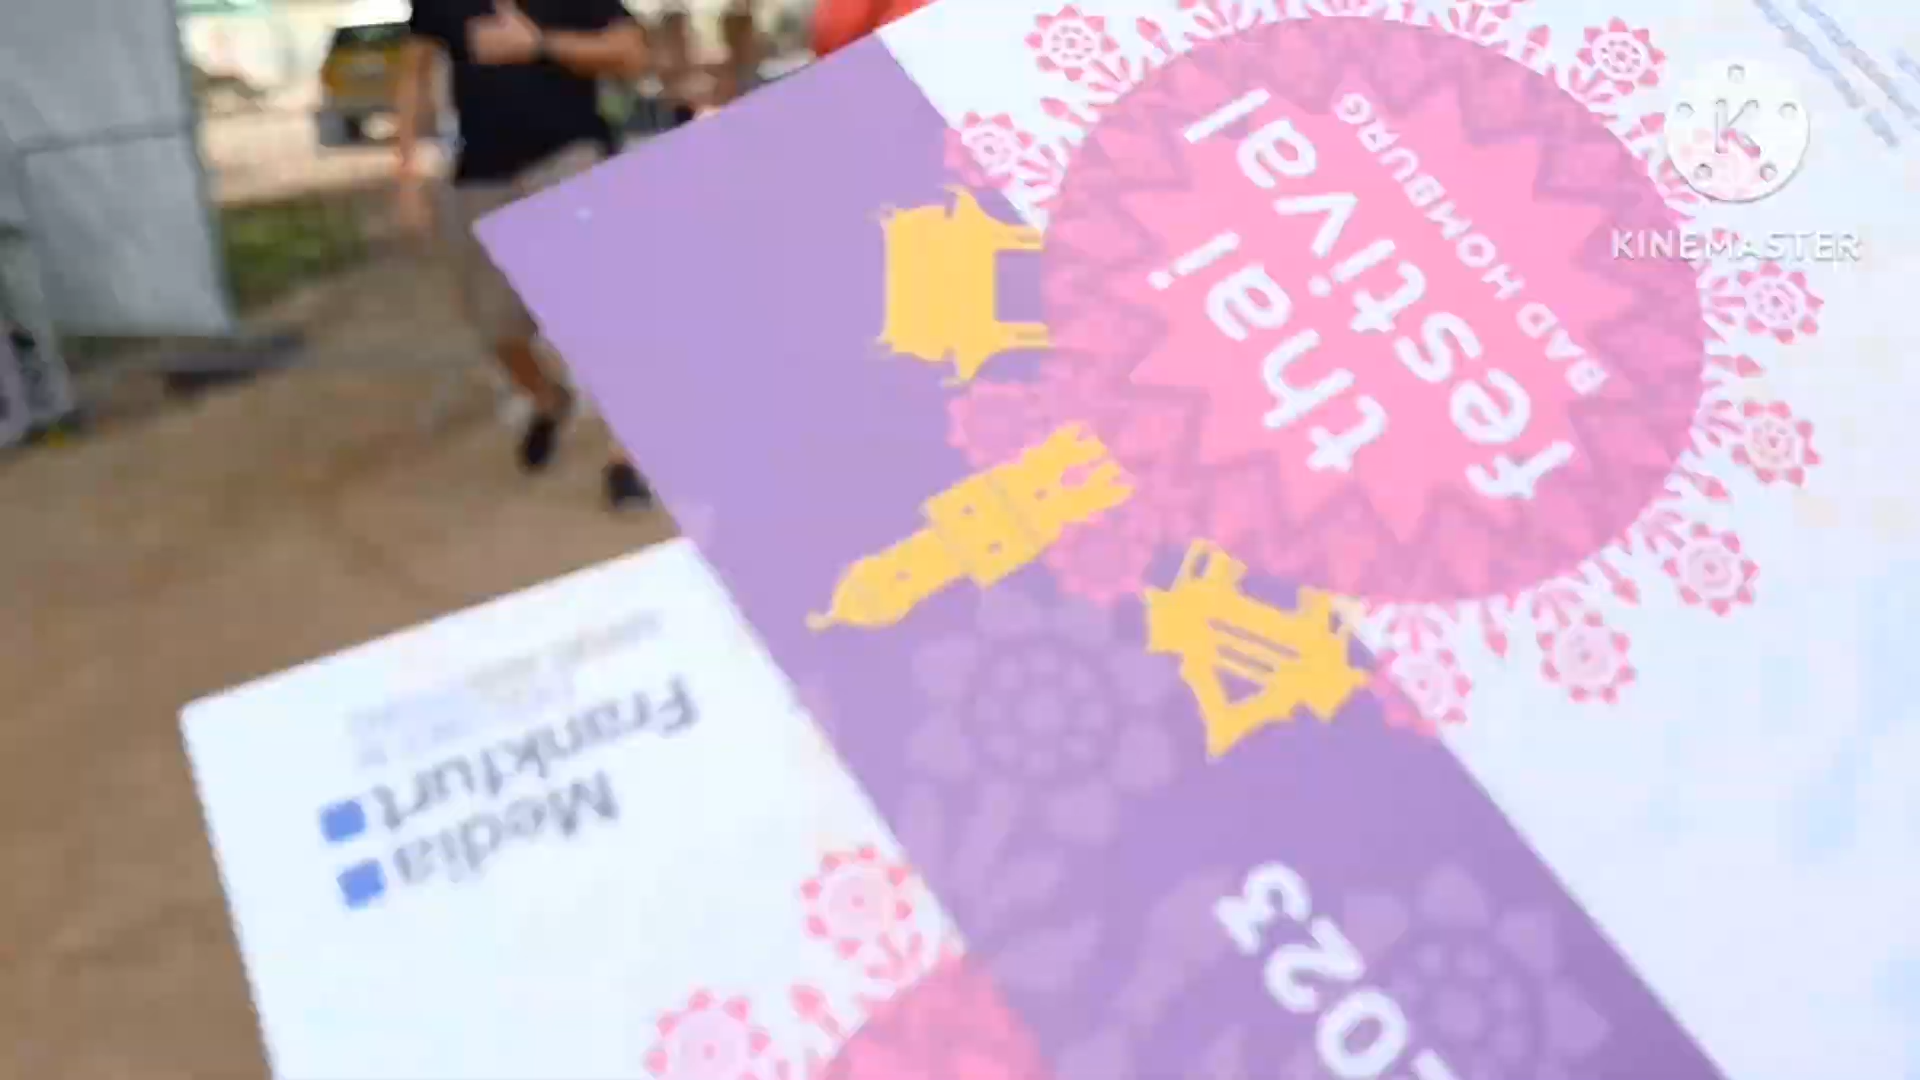 thai
festival
BAD HOMBURG
2023
Media
Frankfurt
KINEMASTER